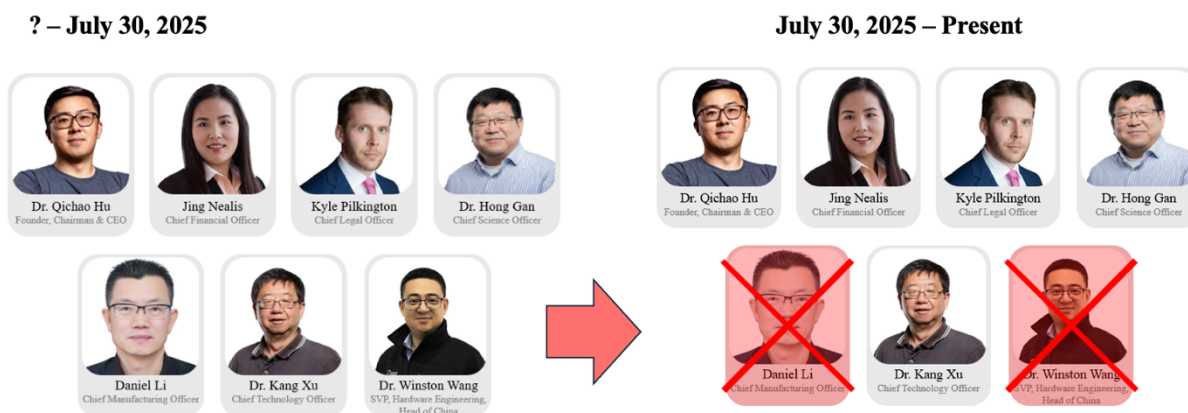 ? – July 30, 2025
July 30, 2025 – Present
Dr. Qichao Hu
Founder, Chairman & CEO
Jing Nealis
Chief Financial Officer
Kyle Pilkington
Chief Legal Officer
Dr. Hong Gan
Chief Science Officer
Dr. Qichao Hu
Founder, Chairman & CEO
Jing Nealis
Chief Financial Officer
Kyle Pilkington
Chief Legal Officer
Dr. Hong Gan
Chief Science Officer
Daniel Li
Chief Manufacturing Officer
Dr. Kang Xu
Chief Technology Officer
Dr. Winston Wang
SVP, Hardware Engineering,
Head of China
Daniel Li
Chief Manufacturing Officer
Dr. Kang Xu
Chief Technology Officer
Dr. Winston Wang
SVP, Hardware Engineering,
Head of China